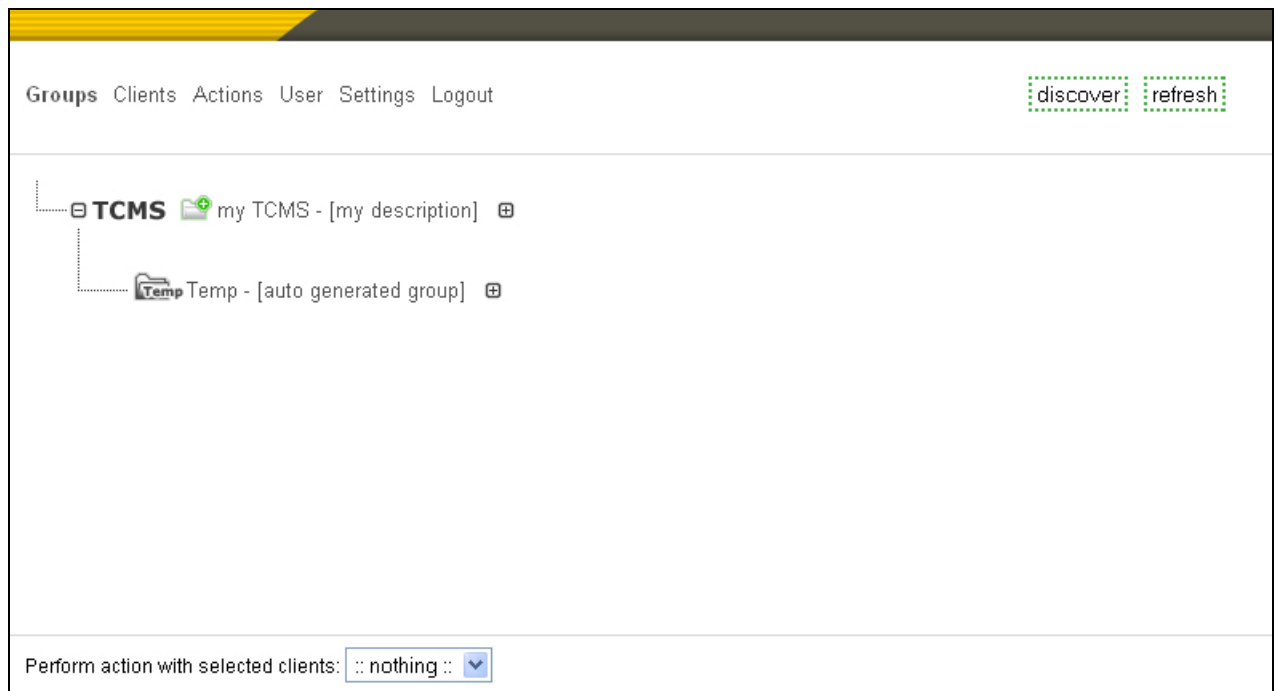 Groups Clients Actions User Settings Logout discover refresh
TCMS my TCMS - [my description]
Temp Temp - [auto generated group]
Perform action with selected clients: :: nothing ::